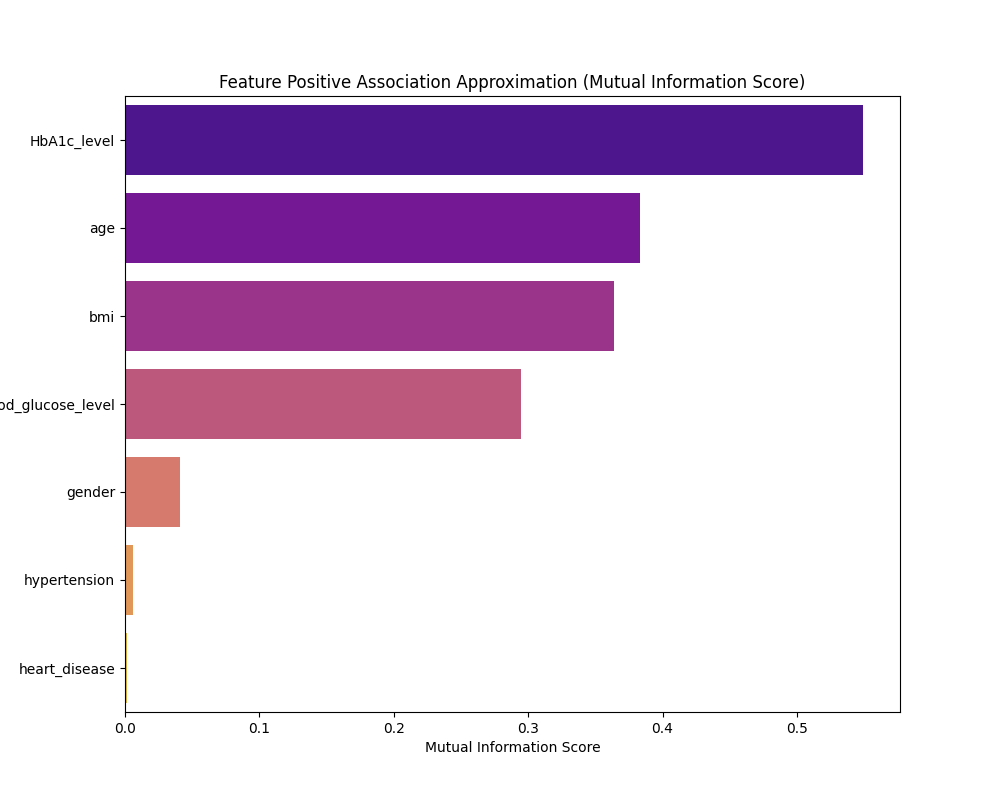 Feature Positive Association Approximation (Mutual Information Score)
HbA1c_level
age
bmi
od_glucose_level
gender
hypertension
heart_disease
0.0 0.1 0.2 0.3 0.4 0.5
Mutual Information Score